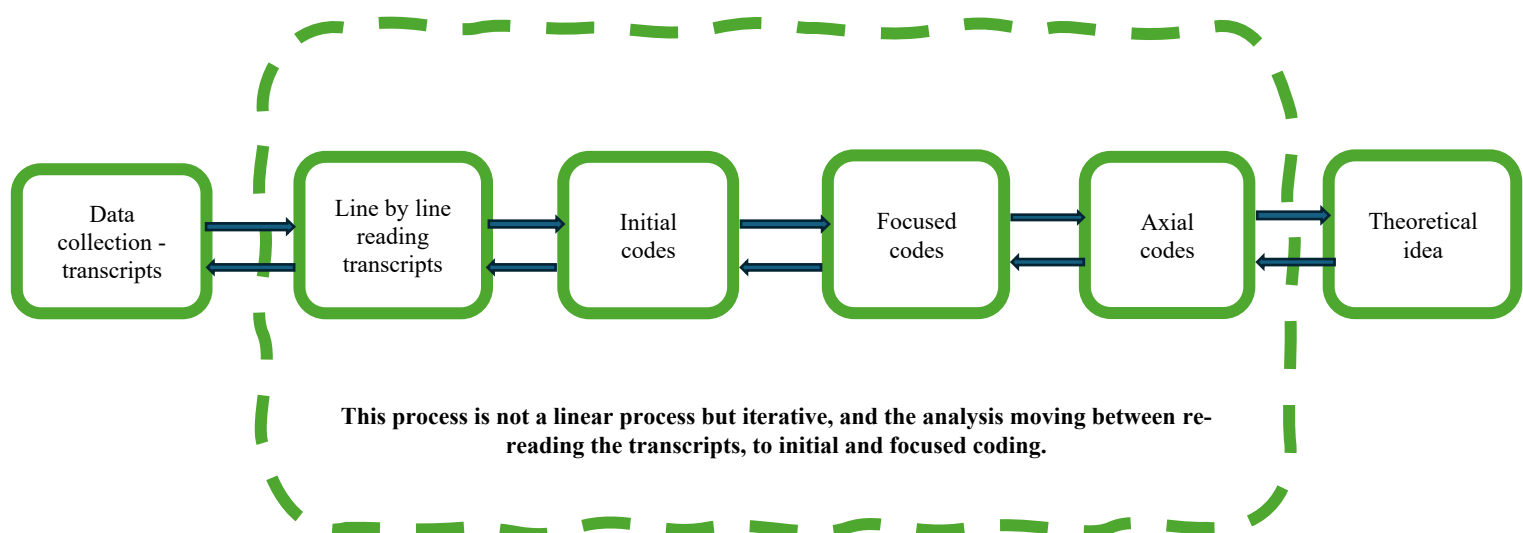 Data
collection -
transcripts
Line by line
reading
transcripts
Initial
codes
Focused
codes
Axial
codes
Theoretical
idea
This process is not a linear process but iterative, and the analysis moving between re-
reading the transcripts, to initial and focused coding.